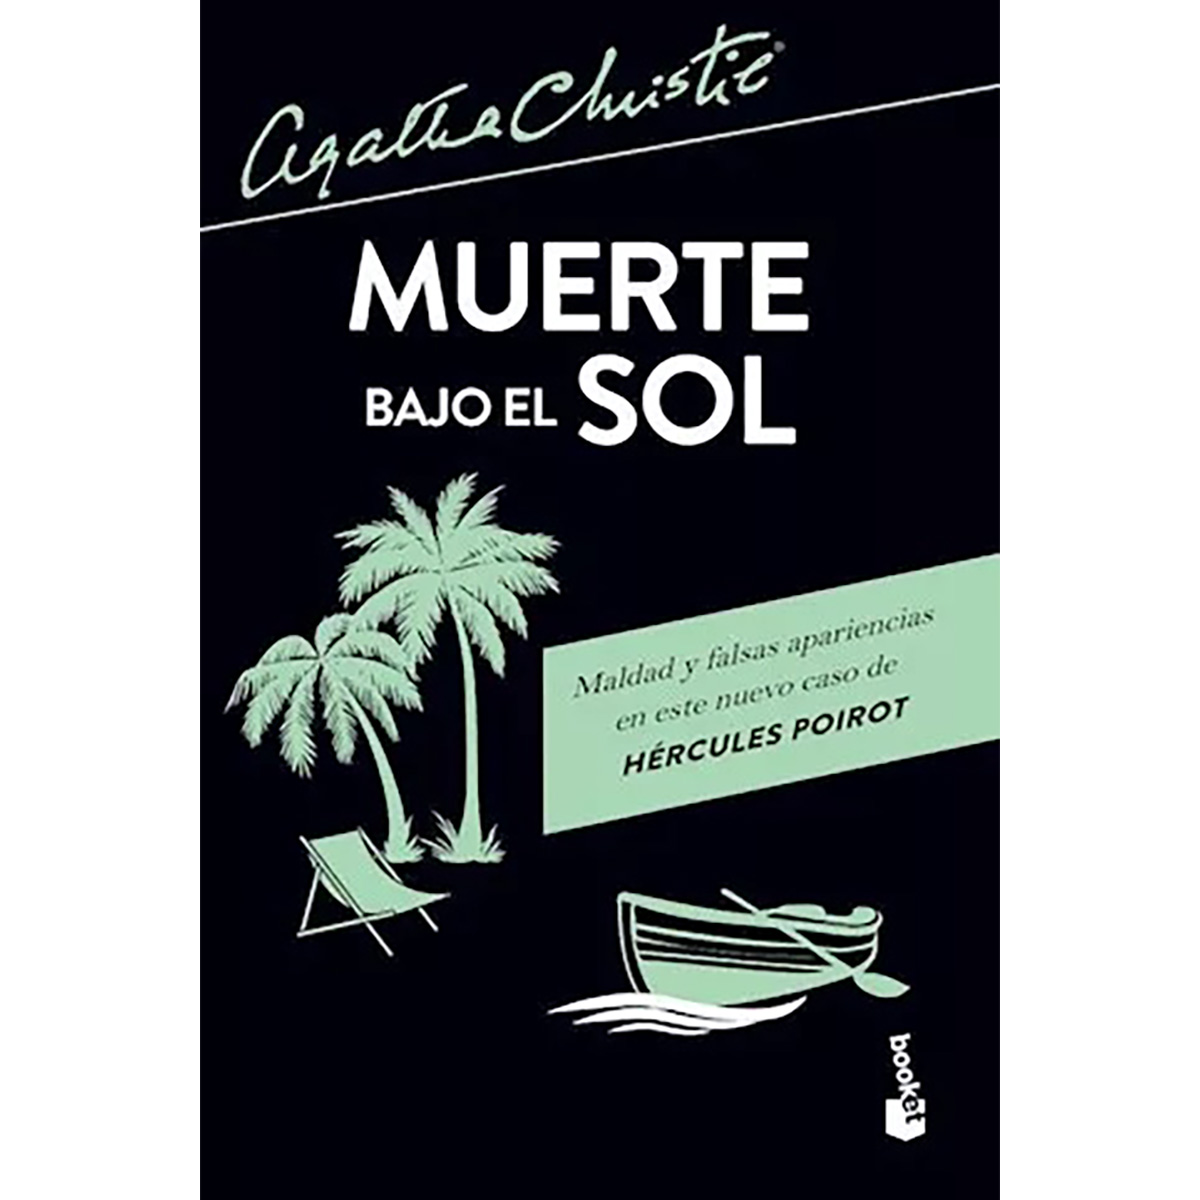 Agatha Christie
MUERTE
BAJO EL SOL
Maldad y falsas apariencias
en este nuevo caso de
HÉRCULES POIROT
booket